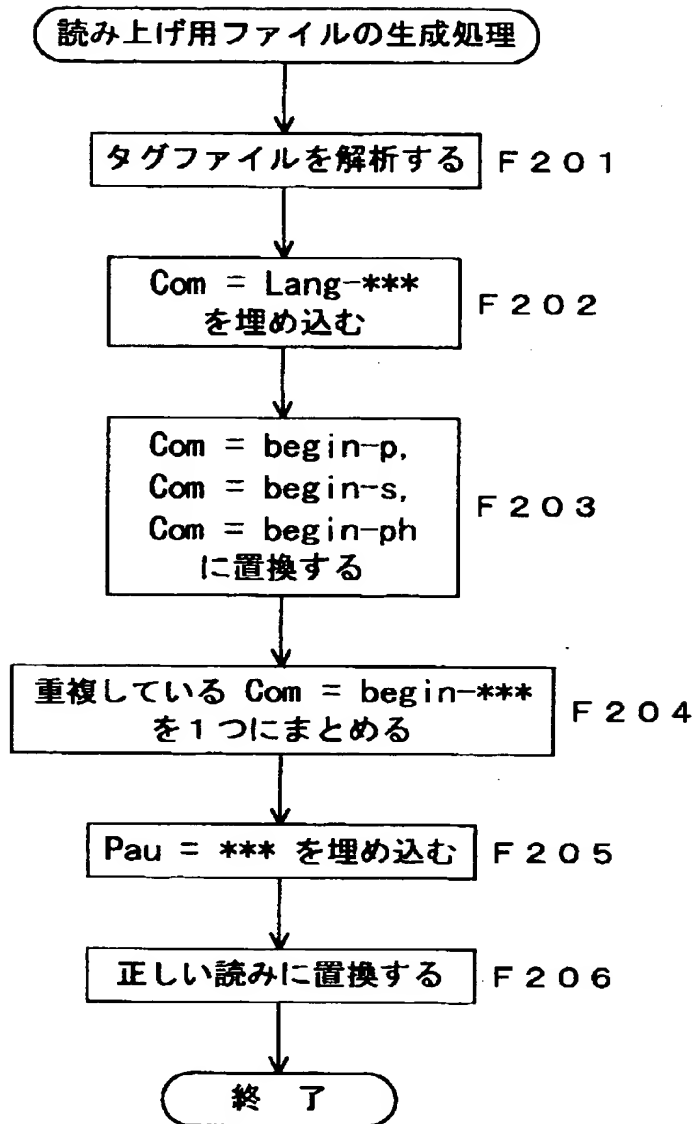 読み上げ用ファイルの生成処理
タグファイルを解析する F201
Com = Lang-***
を埋め込む
F202
Com = begin-p,
Com = begin-s,
Com = begin-ph
に置換する
F203
重複している Com = begin-***
を1つにまとめる
F204
Pau = *** を埋め込む F205
正しい読みに置換する F206
終 了